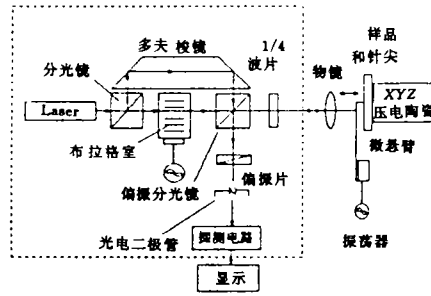 多夫梭镜
1/4
波片
分光镜
物镜
样品
和针尖
Laser
XYZ
压电陶瓷
布拉格室
微悬臂
偏振分光镜
偏振片
光电二极管
探测电路
振荡器
显示